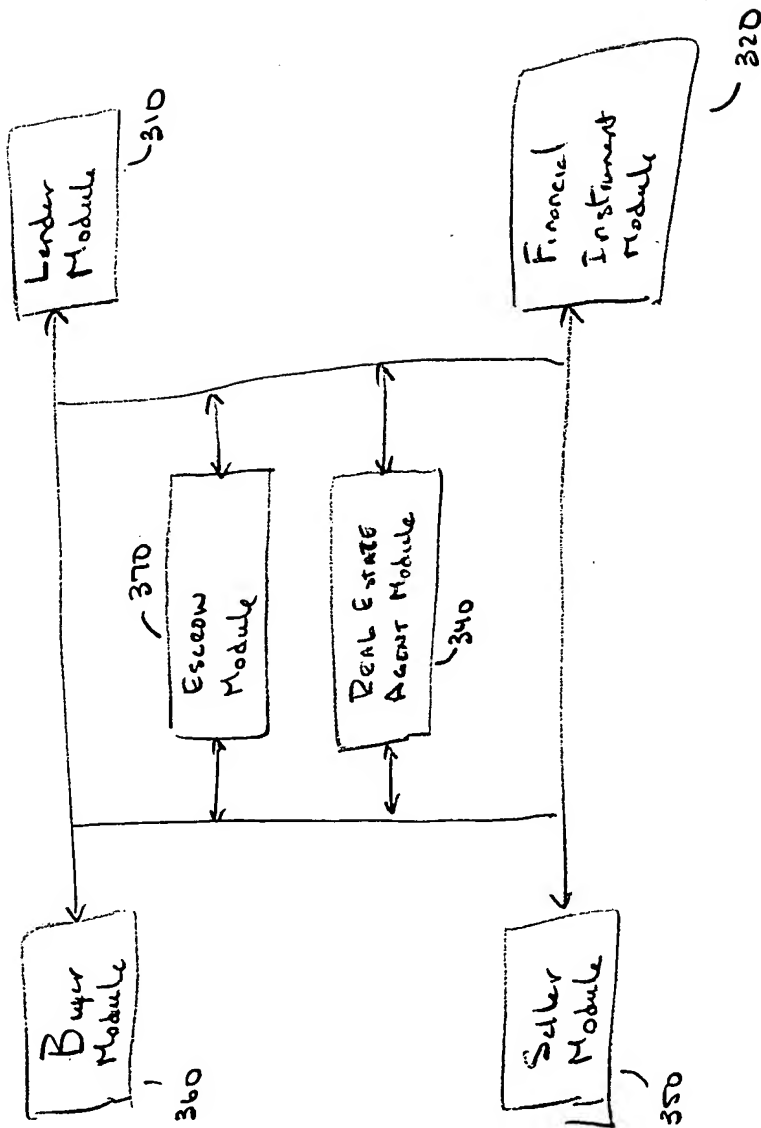 Buyer
Module
360
Lender
Module
310
Escrow
Module
370
Real Estate
Agent Module
340
Seller
Module
350
Financial
Instrument
Module
320